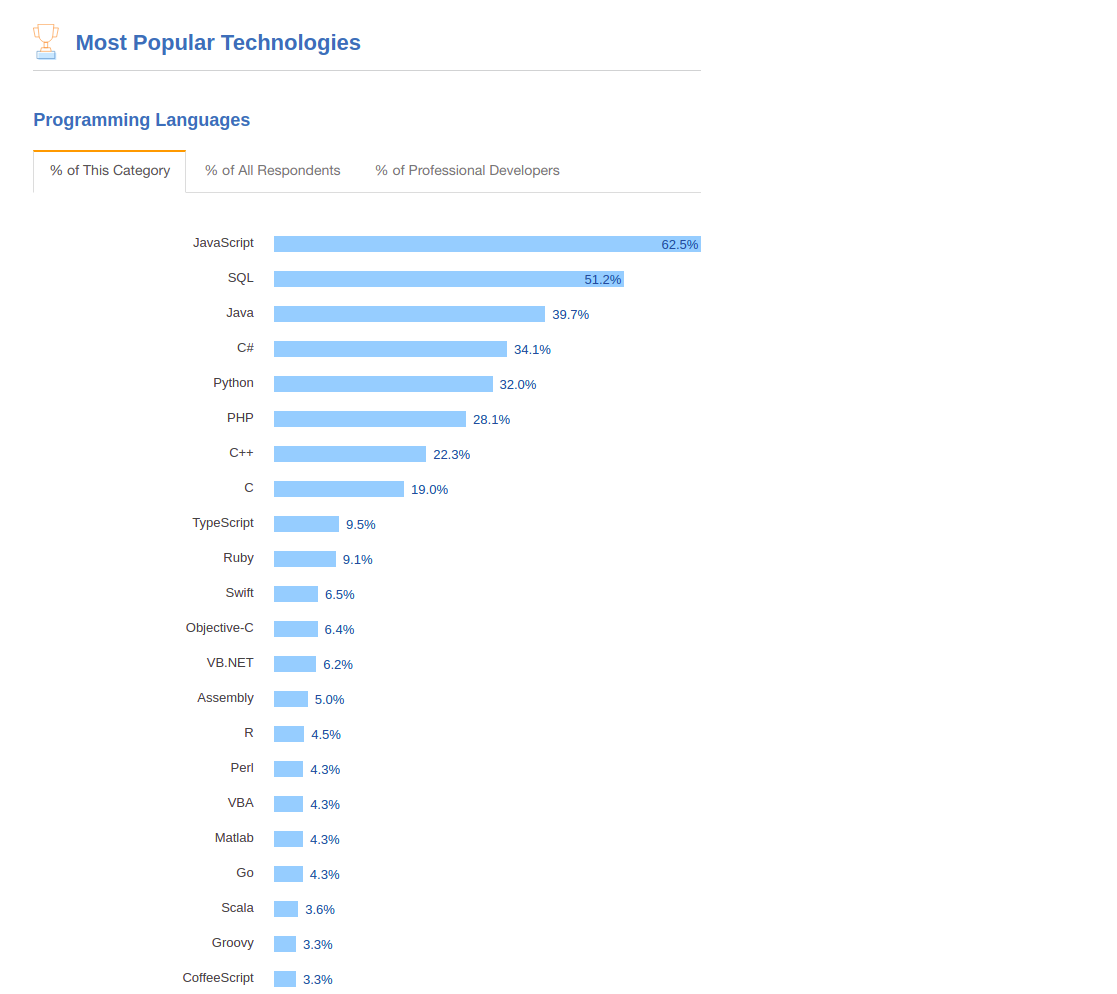 Most Popular Technologies
Programming Languages
% of This Category % of All Respondents % of Professional Developers
JavaScript 62.5%
SQL 51.2%
Java 39.7%
C# 34.1%
Python 32.0%
PHP 28.1%
C++ 22.3%
C 19.0%
TypeScript 9.5%
Ruby 9.1%
Swift 6.5%
Objective-C 6.4%
VB.NET 6.2%
Assembly 5.0%
R 4.5%
Perl 4.3%
VBA 4.3%
Matlab 4.3%
Go 4.3%
Scala 3.6%
Groovy 3.3%
CoffeeScript 3.3%